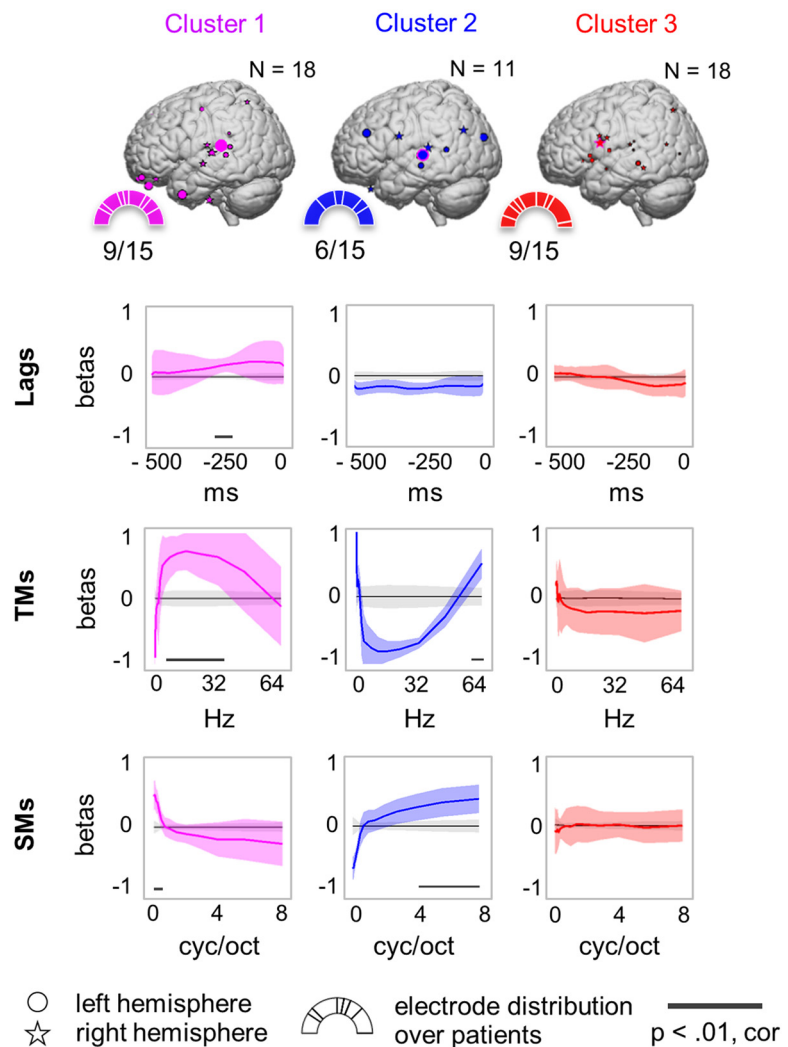 Cluster 1 Cluster 2 Cluster 3
N = 18 N = 11 N = 18
9/15 6/15 9/15
Lags
betas
1 1 1
0 0 0
-1 -1 -1
- 500 -250 0 - 500 -250 0 - 500 -250 0
ms ms ms
TMs
betas
1 1 1
0 0 0
-1 -1 -1
0 32 64 0 32 64 0 32 64
Hz Hz Hz
SMs
betas
1 1 1
0 0 0
-1 -1 -1
0 4 8 0 4 8 0 4 8
cyc/oct cyc/oct cyc/oct
left hemisphere electrode distribution
right hemisphere over patients p < .01, cor